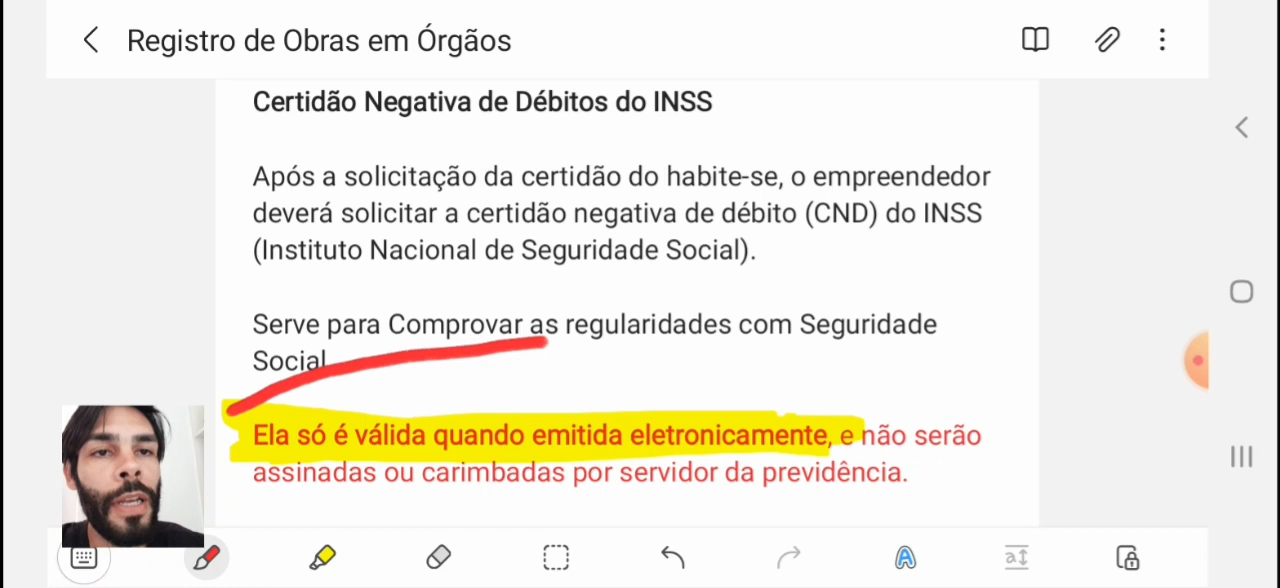 Registro de Obras em Órgãos
Certidão Negativa de Débitos do INSS
Após a solicitação da certidão do habite-se, o empreendedor
deverá solicitar a certidão negativa de débito (CND) do INSS
(Instituto Nacional de Seguridade Social).
Serve para Comprovar as regularidades com Seguridade
Social
Ela só é válida quando emitida eletronicamente, e não serão
assinadas ou carimbadas por servidor da previdência.